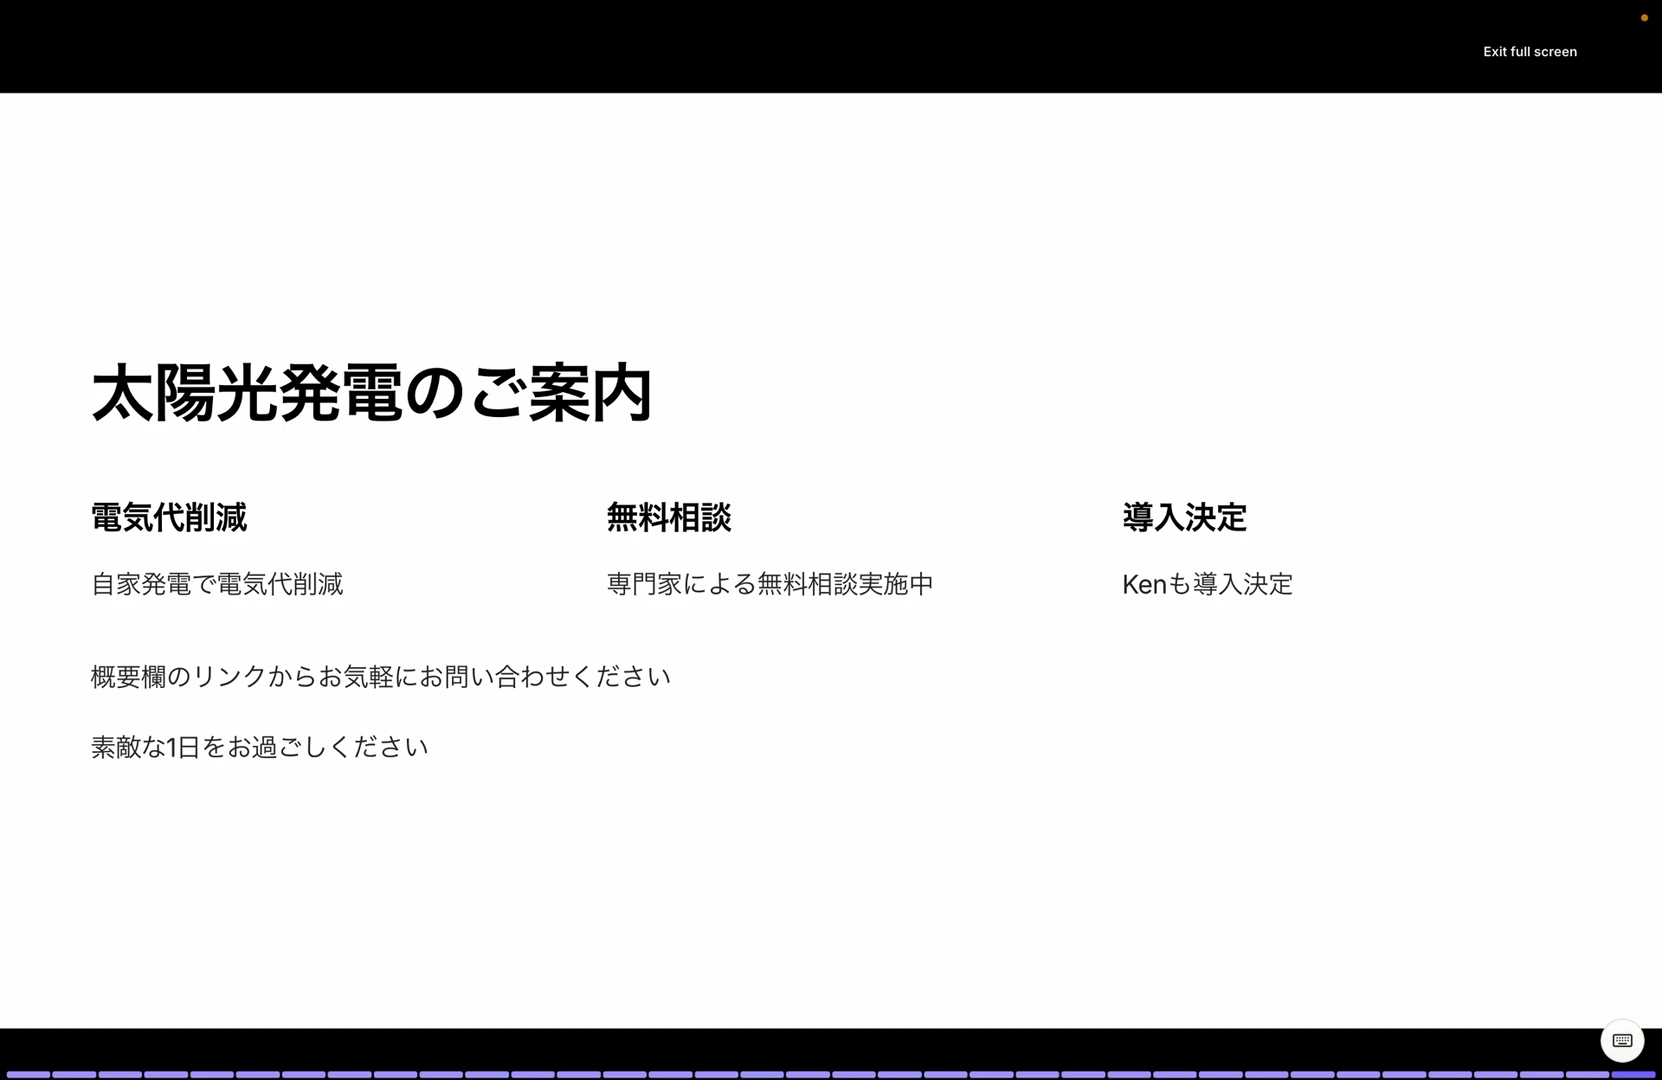 Exit full screen
太陽光発電のご案内
電気代削減
自家発電で電気代削減
無料相談
専門家による無料相談実施中
導入決定
Kenも導入決定
概要欄のリンクからお気軽にお問い合わせください
素敵な1日をお過ごしください